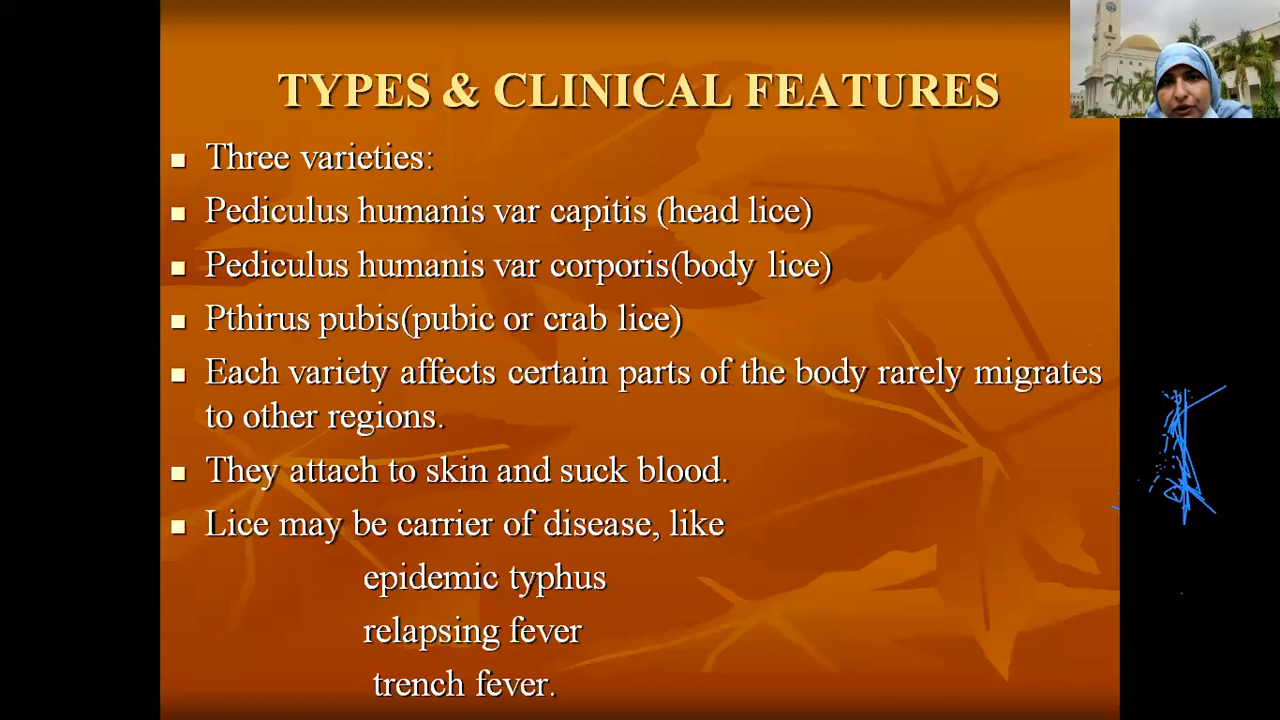 TYPES & CLINICAL FEATURES
Three varieties:
Pediculus humanis var capitis (head lice)
Pediculus humanis var corporis(body lice)
Pthirus pubis(pubic or crab lice)
Each variety affects certain parts of the body rarely migrates
to other regions.
They attach to skin and suck blood.
Lice may be carrier of disease, like
epidemic typhus
relapsing fever
trench fever.